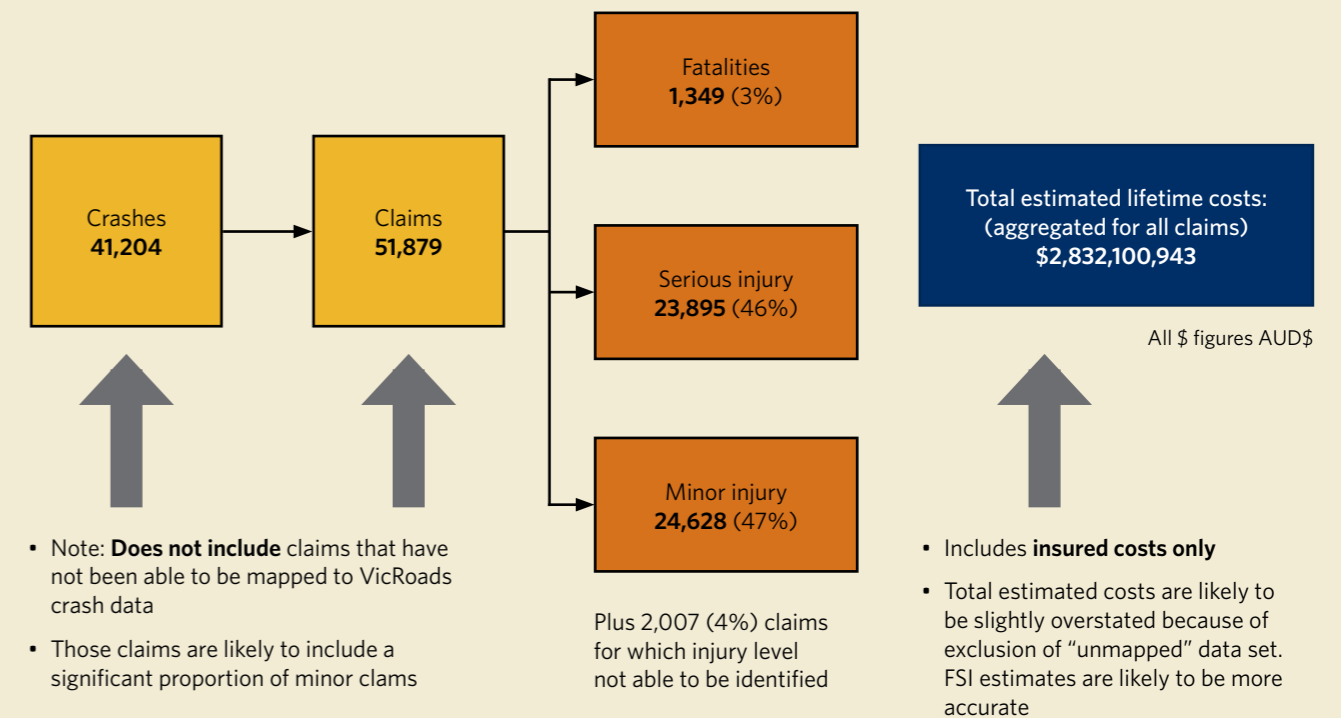 Fatalities
1,349 (3%)
Crashes
41,204
Claims
51,879
Serious injury
23,895 (46%)
Minor injury
24,628 (47%)
Total estimated lifetime costs:
(aggregated for all claims)
$2,832,100,943
All $ figures AUD$
• Note: Does not include claims that have
not been able to be mapped to VicRoads
crash data
• Those claims are likely to include a
significant proportion of minor clams
Plus 2,007 (4%) claims
for which injury level
not able to be identified
• Includes insured costs only
• Total estimated costs are likely to
be slightly overstated because of
exclusion of “unmapped” data set.
FSI estimates are likely to be more
accurate